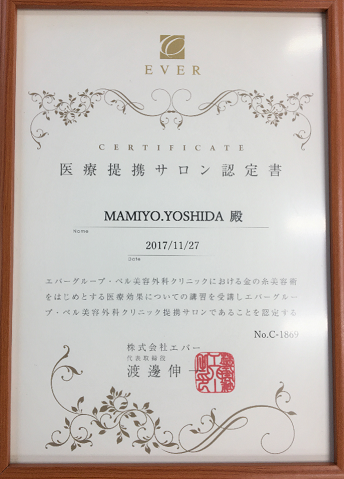 EVER
CERTIFICATE
医療提携サロン認定書
MAMIYO.YOSHIDA 殿
Name
2017/11/27
Date
エバーグループ・ベル美容外科クリニックにおける金の糸美容術
をはじめとする医療効果についての講習を受講しエバーグルー
プ・ベル美容外科クリニック提携サロンであることを認定する
No.C-1869
株式会社エバー
代表取締役
渡邊伸一